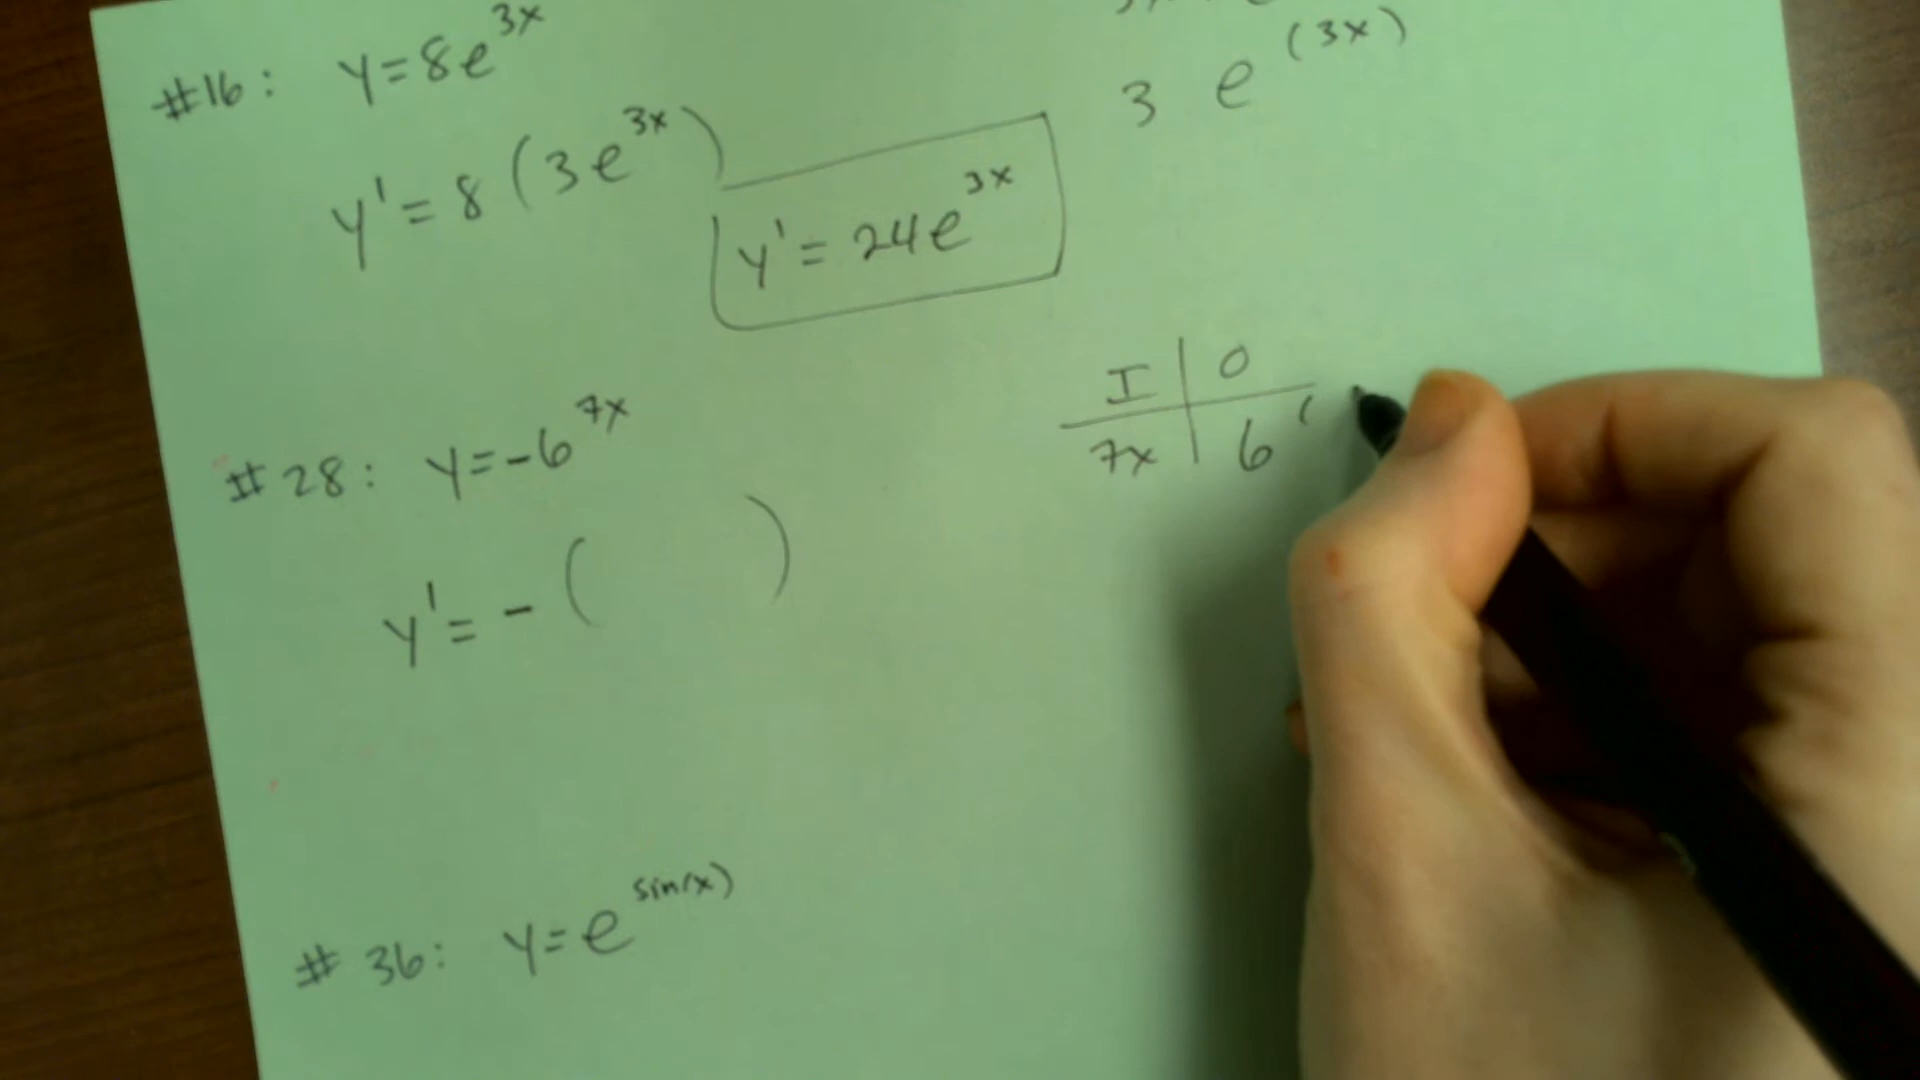 #16: y=8e^3x
3 e^(3x)
y'=8(3e^3x)
y'=24e^3x
I | O
7x | 6^(
#28: y=-6^7x
y'=-( )
#36: y=e^sin(x)